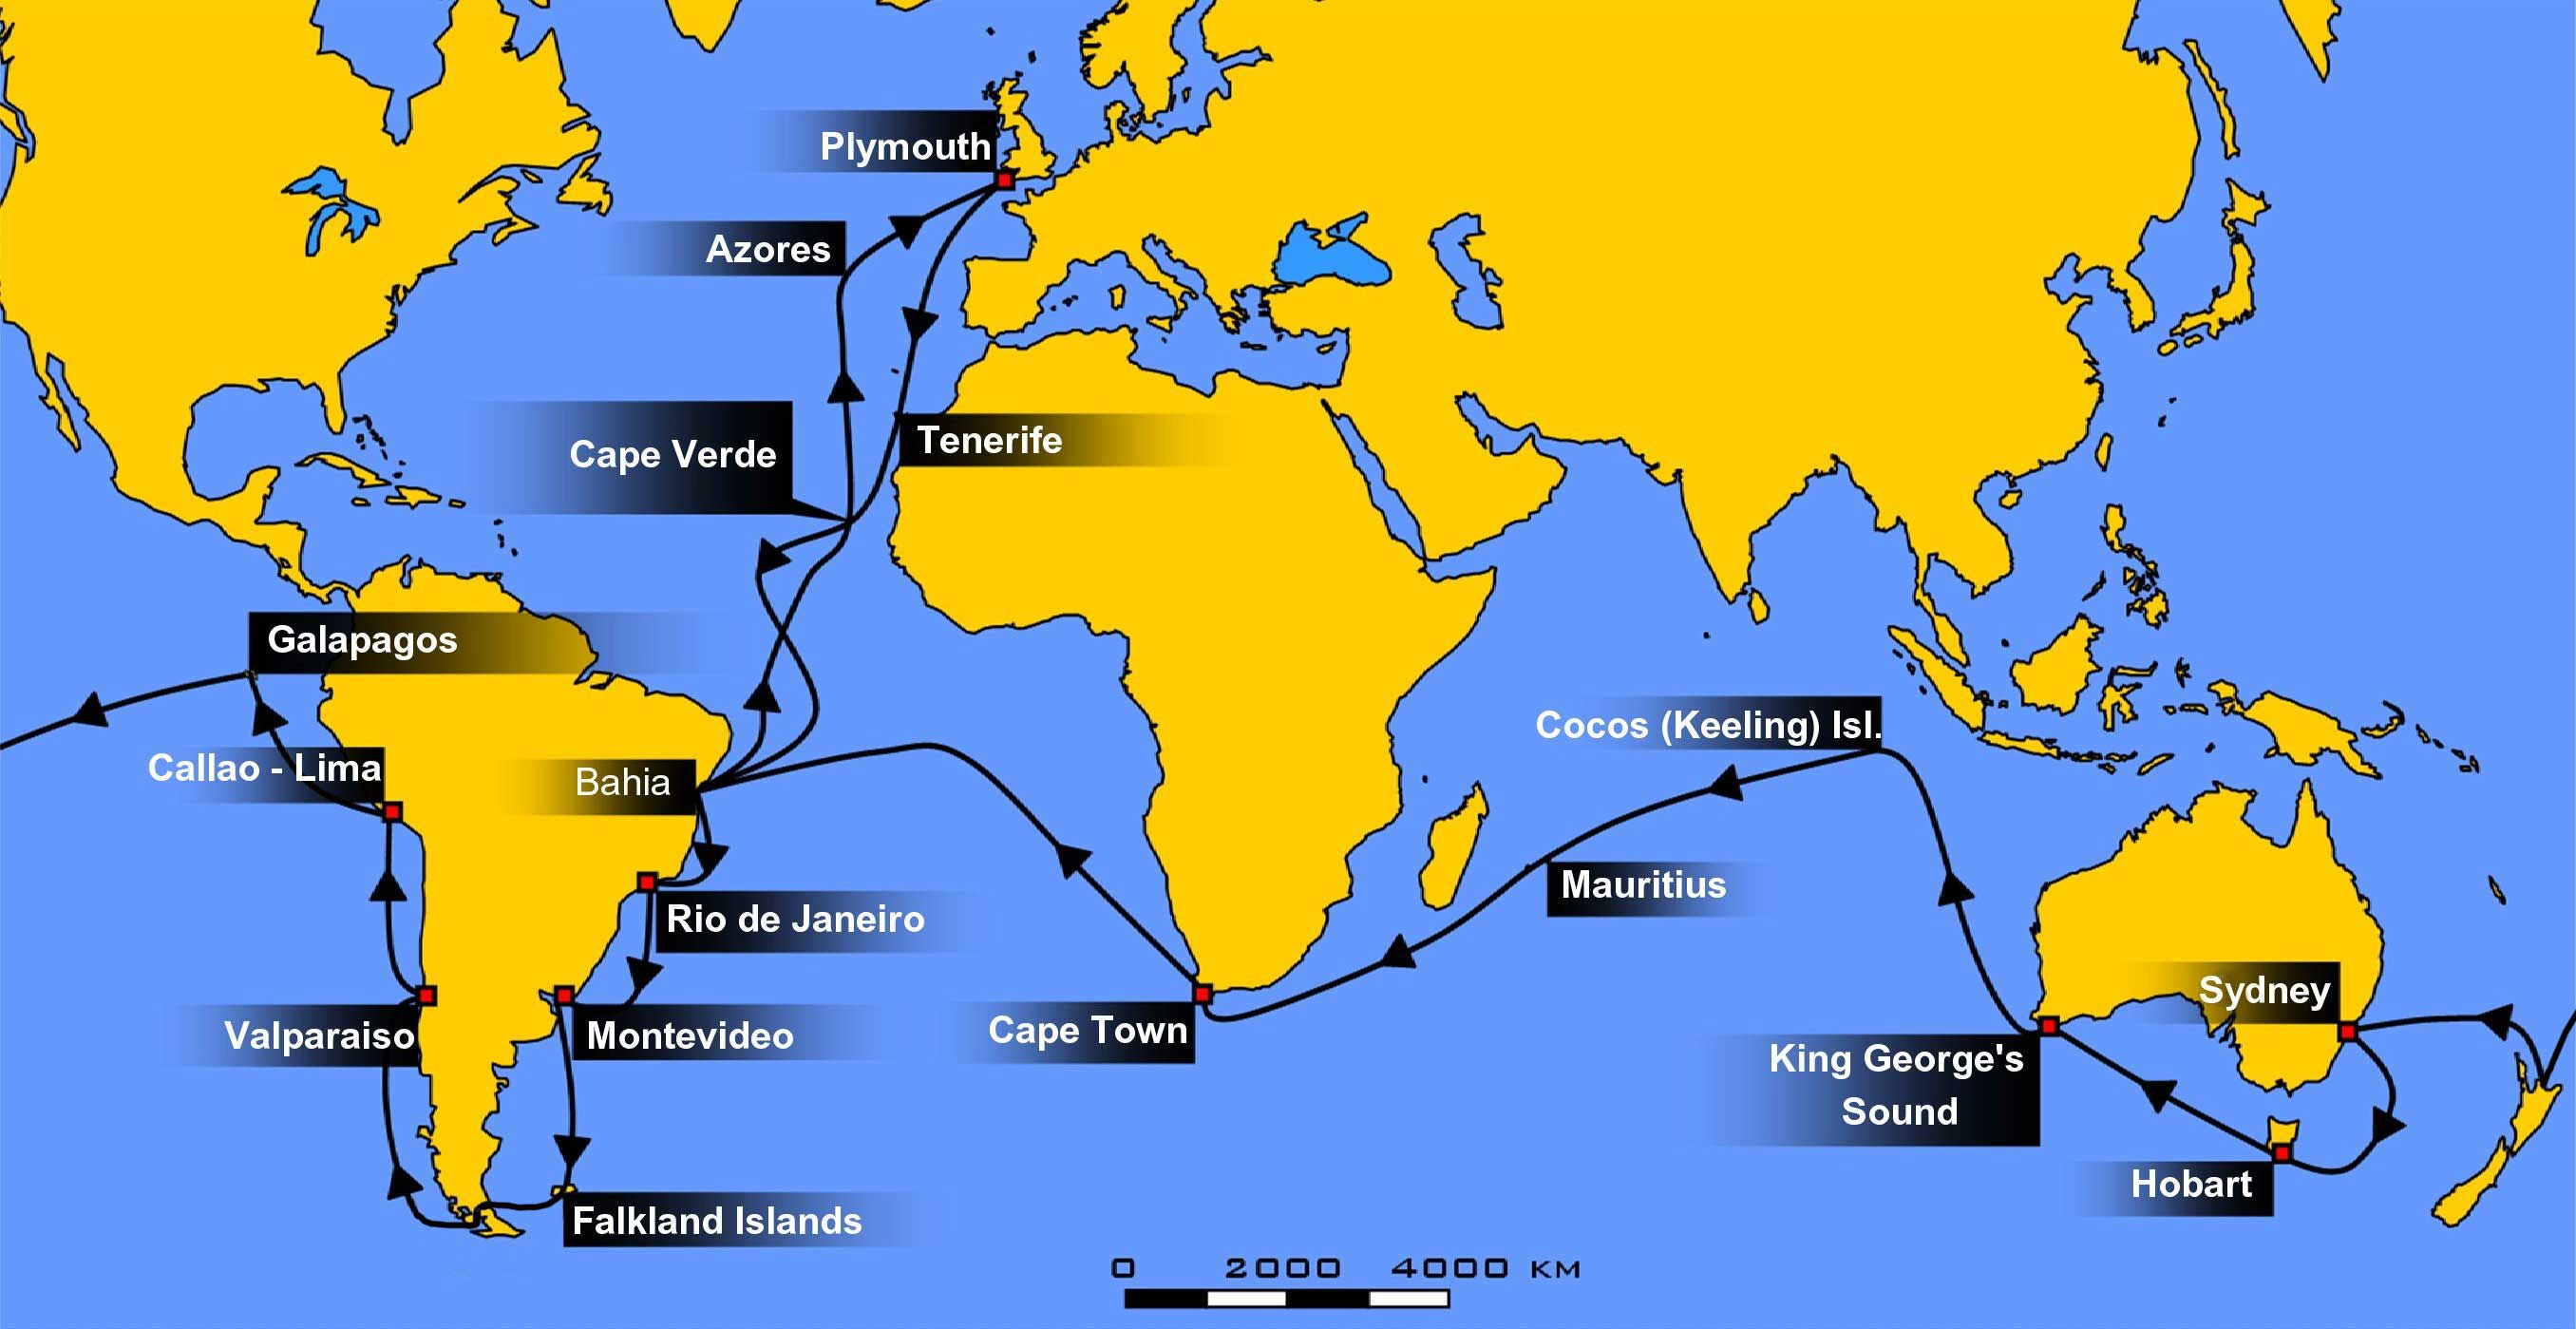 Plymouth
Azores
Tenerife
Cape Verde
Galapagos
Cocos (Keeling) Isl.
Callao - Lima
Bahia
Mauritius
Rio de Janeiro
Sydney
Valparaiso
Montevideo
Cape Town
King George's
Sound
Hobart
Falkland Islands
0 2000 4000 KM